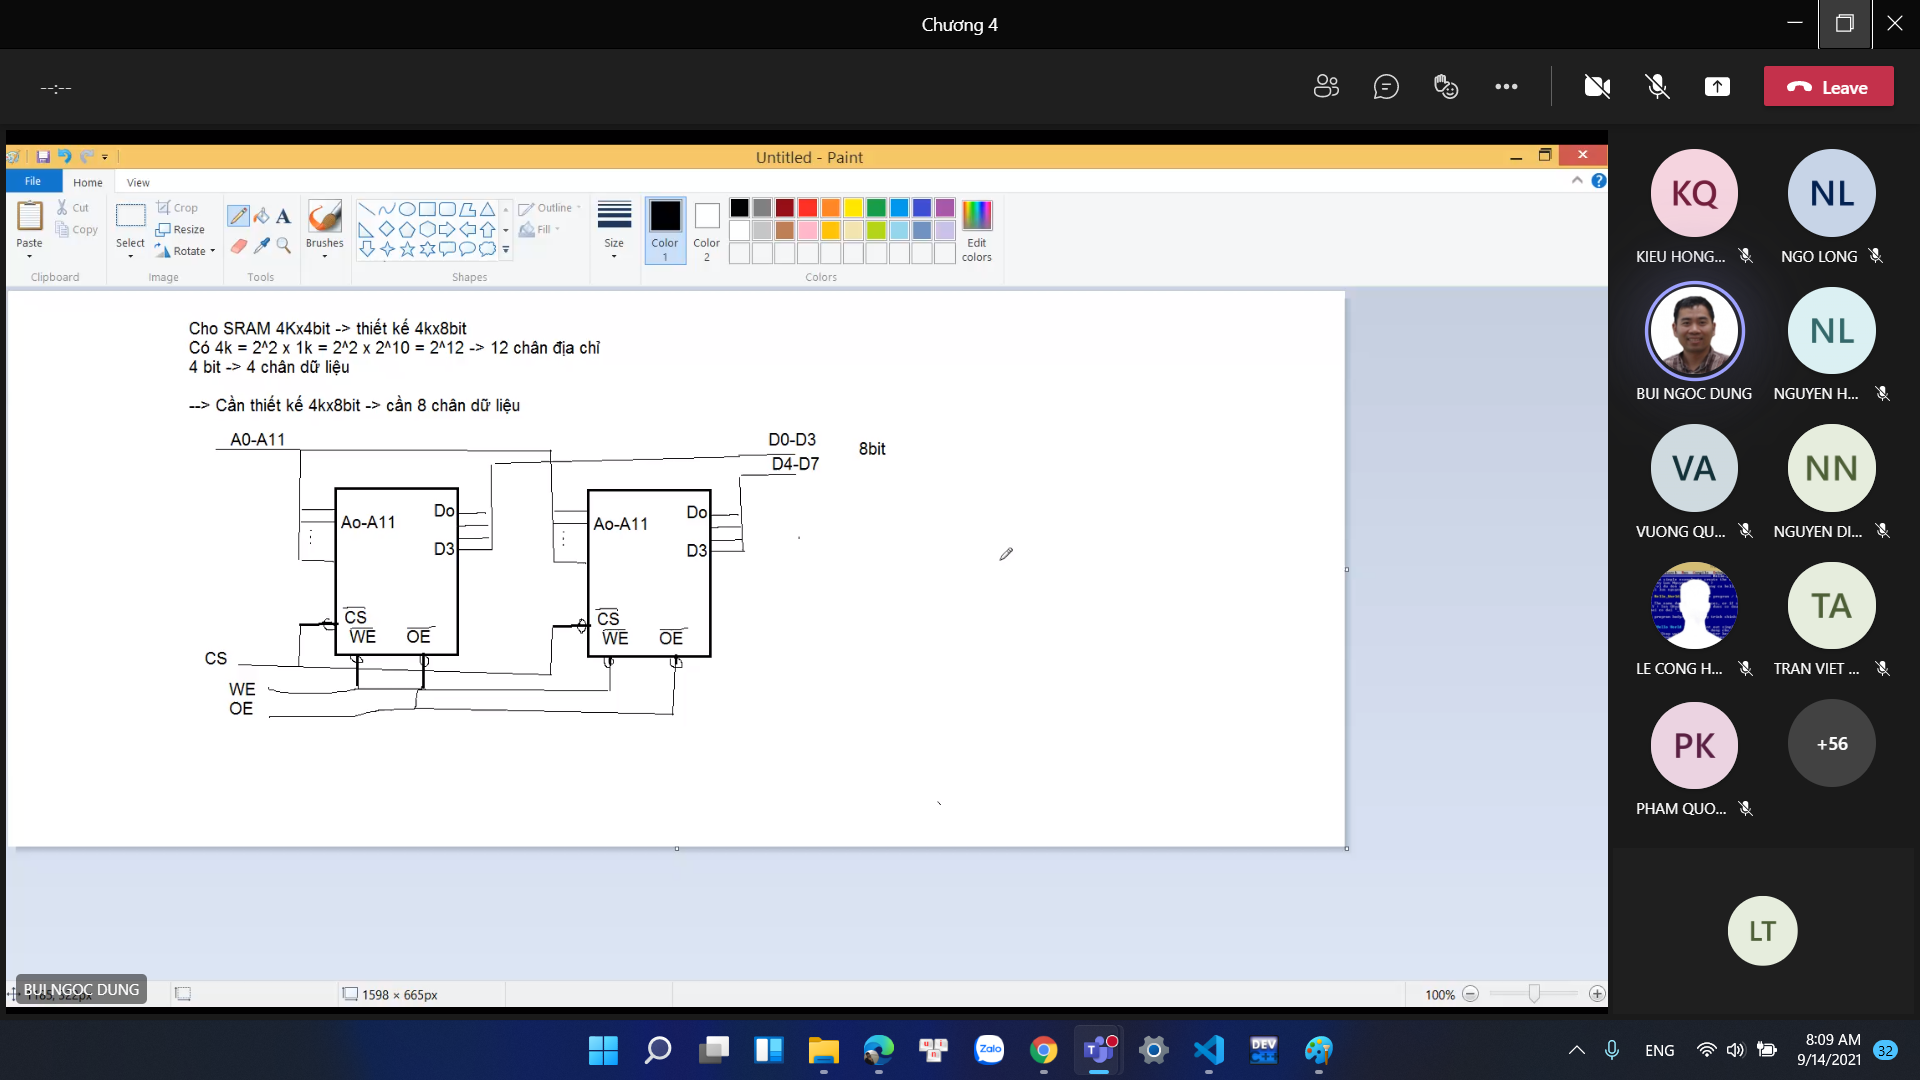 Chương 4
--:--
Leave
Untitled - Paint
File
Home
View
Paste
Cut
Copy
Clipboard
Select
Crop
Resize
Rotate
Image
Tools
Brushes
Shapes
Outline
Fill
Size
Color
1
Color
2
Edit
colors
Colors
Cho SRAM 4Kx4bit -> thiết kế 4kx8bit
Có 4k = 2^2 x 1k = 2^2 x 2^10 = 2^12 -> 12 chân địa chỉ
4 bit -> 4 chân dữ liệu
--> Cần thiết kế 4kx8bit -> cần 8 chân dữ liệu
A0-A11
D0-D3
D4-D7
8bit
Ao-A11
Do
D3
CS
WE
OE
Ao-A11
Do
D3
CS
WE
OE
CS
WE
OE
BUI NGOC DUNG
1598 × 665px
100%
KQ
KIEU HONG...
NL
NGO LONG
BUI NGOC DUNG
NL
NGUYEN H...
VA
VUONG QU...
NN
NGUYEN DI...
LE CONG H...
TA
TRAN VIET ...
PK
PHAM QUO...
+56
LT
Zalo
DEV
C++
ENG
8:09 AM
9/14/2021
32